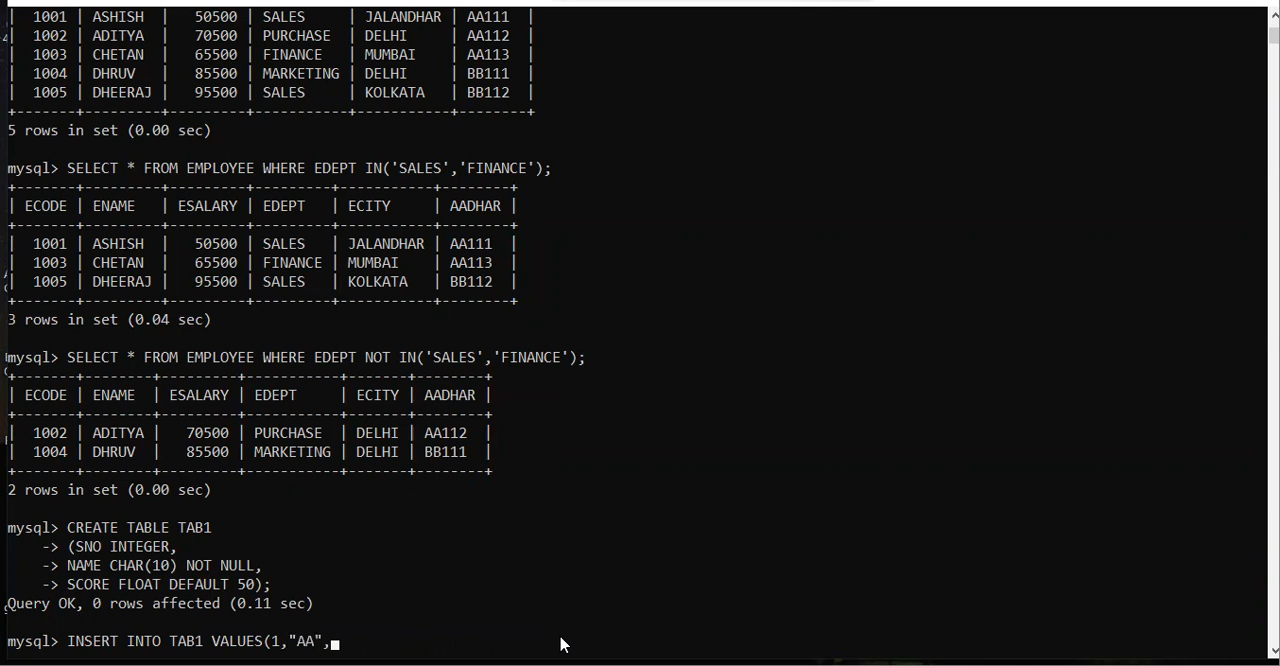 | 1001 | ASHISH | 50500 | SALES | JALANDHAR | AA111 |
| 1002 | ADITYA | 70500 | PURCHASE | DELHI | AA112 |
| 1003 | CHETAN | 65500 | FINANCE | MUMBAI | AA113 |
| 1004 | DHRUV | 85500 | MARKETING | DELHI | BB111 |
| 1005 | DHEERAJ | 95500 | SALES | KOLKATA | BB112 |
+-------+---------+---------+-----------+-----------+--------+
5 rows in set (0.00 sec)
mysql> SELECT * FROM EMPLOYEE WHERE EDEPT IN('SALES','FINANCE');
+-------+---------+---------+---------+-----------+--------+
| ECODE | ENAME | ESALARY | EDEPT | ECITY | AADHAR |
+-------+---------+---------+---------+-----------+--------+
| 1001 | ASHISH | 50500 | SALES | JALANDHAR | AA111 |
| 1003 | CHETAN | 65500 | FINANCE | MUMBAI | AA113 |
| 1005 | DHEERAJ | 95500 | SALES | KOLKATA | BB112 |
+-------+---------+---------+---------+-----------+--------+
3 rows in set (0.04 sec)
mysql> SELECT * FROM EMPLOYEE WHERE EDEPT NOT IN('SALES','FINANCE');
+-------+--------+---------+-----------+-------+--------+
| ECODE | ENAME | ESALARY | EDEPT | ECITY | AADHAR |
+-------+--------+---------+-----------+-------+--------+
| 1002 | ADITYA | 70500 | PURCHASE | DELHI | AA112 |
| 1004 | DHRUV | 85500 | MARKETING | DELHI | BB111 |
+-------+--------+---------+-----------+-------+--------+
2 rows in set (0.00 sec)
mysql> CREATE TABLE TAB1
-> (SNO INTEGER,
-> NAME CHAR(10) NOT NULL,
-> SCORE FLOAT DEFAULT 50);
Query OK, 0 rows affected (0.11 sec)
mysql> INSERT INTO TAB1 VALUES(1,"AA",